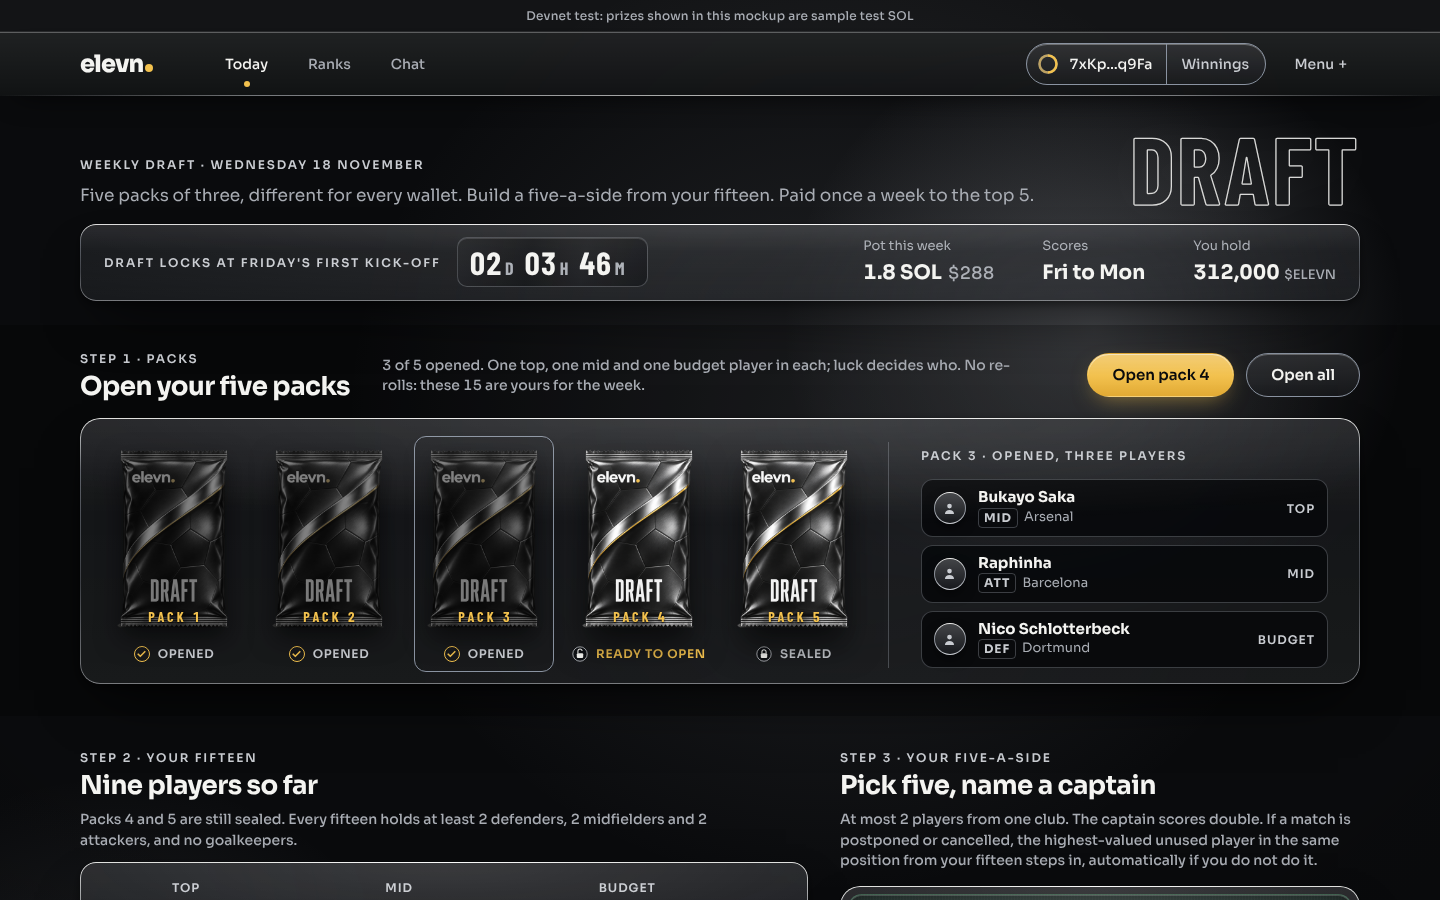 Devnet test: prizes shown in this mockup are sample test SOL
elevn.
Today
Ranks
Chat
7xKp...q9Fa
Winnings
Menu +
WEEKLY DRAFT · WEDNESDAY 18 NOVEMBER
Five packs of three, different for every wallet. Build a five-a-side from your fifteen. Paid once a week to the top 5.
DRAFT
DRAFT LOCKS AT FRIDAY'S FIRST KICK-OFF
02D 03H 46M
Pot this week
1.8 SOL $288
Scores
Fri to Mon
You hold
312,000 $ELEVN
STEP 1 · PACKS
Open your five packs
3 of 5 opened. One top, one mid and one budget player in each; luck decides who. No re-
rolls: these 15 are yours for the week.
Open pack 4
Open all
elevn.
DRAFT
PACK 1
OPENED
elevn.
DRAFT
PACK 2
OPENED
elevn.
DRAFT
PACK 3
OPENED
elevn.
DRAFT
PACK 4
READY TO OPEN
elevn.
DRAFT
PACK 5
SEALED
PACK 3 · OPENED, THREE PLAYERS
Bukayo Saka
MID Arsenal
TOP
Raphinha
ATT Barcelona
MID
Nico Schlotterbeck
DEF Dortmund
BUDGET
STEP 2 · YOUR FIFTEEN
Nine players so far
Packs 4 and 5 are still sealed. Every fifteen holds at least 2 defenders, 2 midfielders and 2
attackers, and no goalkeepers.
TOP
MID
BUDGET
STEP 3 · YOUR FIVE-A-SIDE
Pick five, name a captain
At most 2 players from one club. The captain scores double. If a match is
postponed or cancelled, the highest-valued unused player in the same
position from your fifteen steps in, automatically if you do not do it.